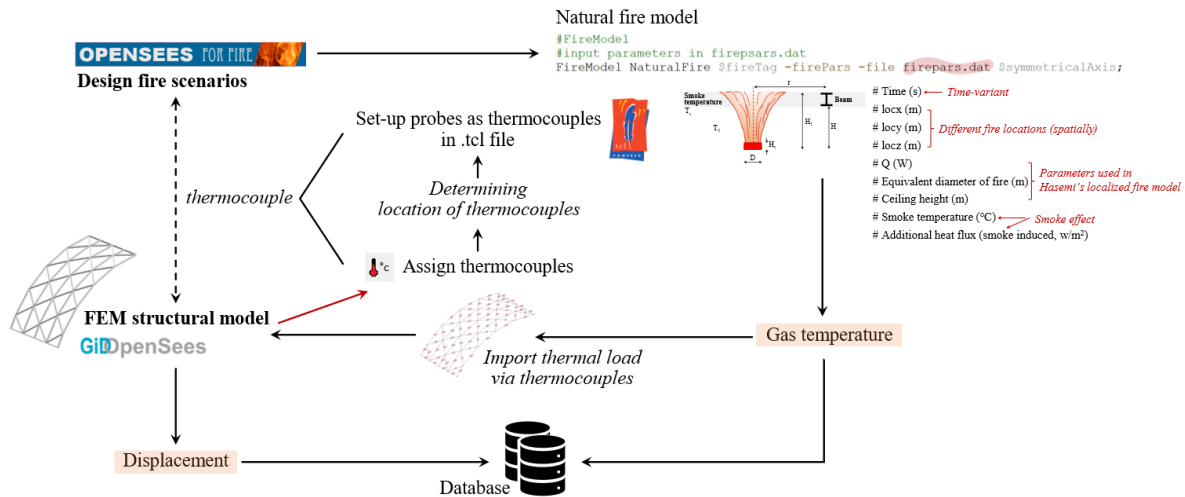 Natural fire model
OPENSEES FOR FIRE
#FireModel
#input parameters in firepsars.dat
FireModel NaturalFire $fireTag -firePars -file firepars.dat $symmetricalAxis;
Design fire scenarios
Set-up probes as thermocouples
in .tcl file
tcl
POWERED
Smoke
temperature
r
Beam
H
D
# Time (s)
Time-variant
# locx (m)
# locy (m)
# locz (m)
Different fire locations (spatially)
# Q (W)
# Equivalent diameter of fire (m)
# Ceiling height (m)
Parameters used in
Hasemi's localized fire model
# Smoke temperature (℃)
Smoke effect
# Additional heat flux (smoke induced, w/m²)
thermocouple
Determining
location of thermocouples
°C
Assign thermocouples
FEM structural model
GiDOpenSees
Import thermal load
via thermocouples
Gas temperature
Displacement
Database